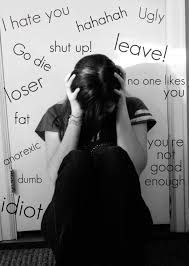 I hate you
hahahah
Ugly
Go die
shut up!
leave!
loser
no one likes
you
fat
anorexic
you're
not
good
enough
dumb
idiot